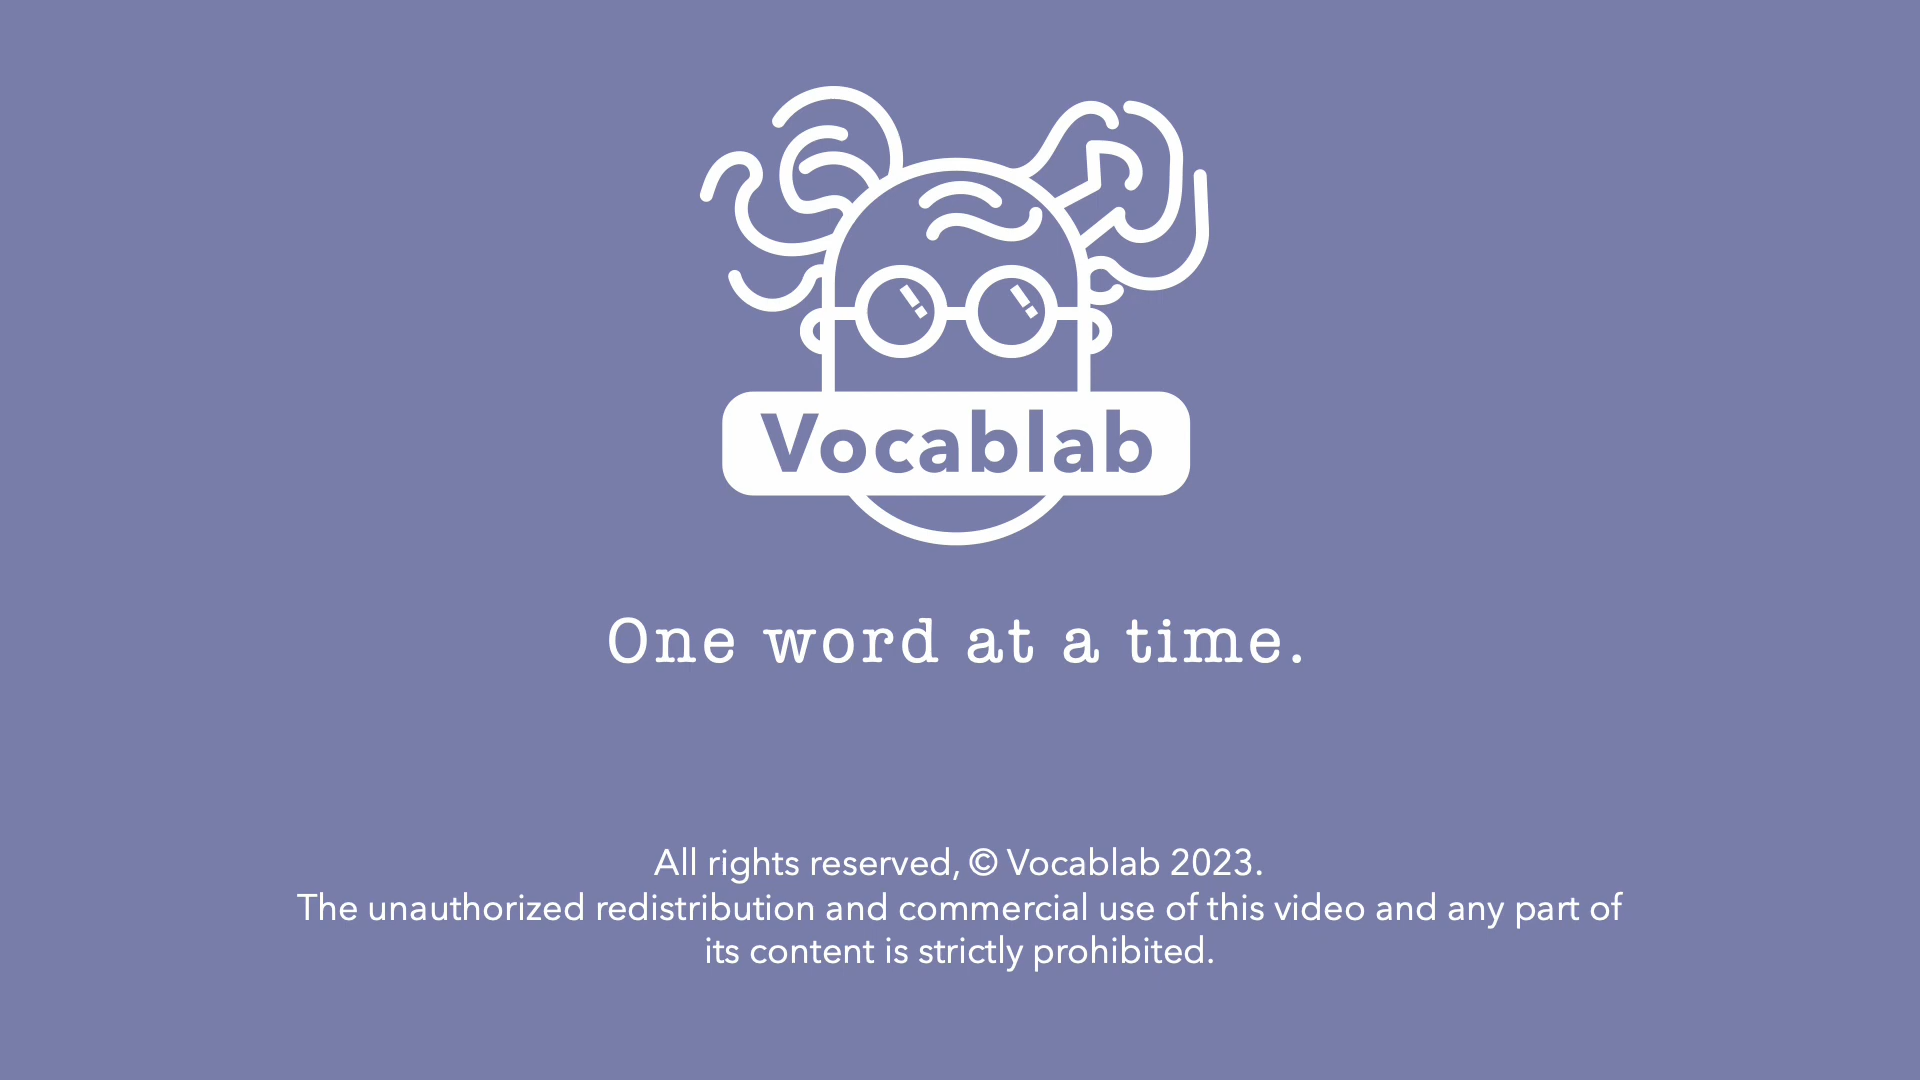 Vocablab
One word at a time.
All rights reserved, © Vocablab 2023.
The unauthorized redistribution and commercial use of this video and any part of
its content is strictly prohibited.